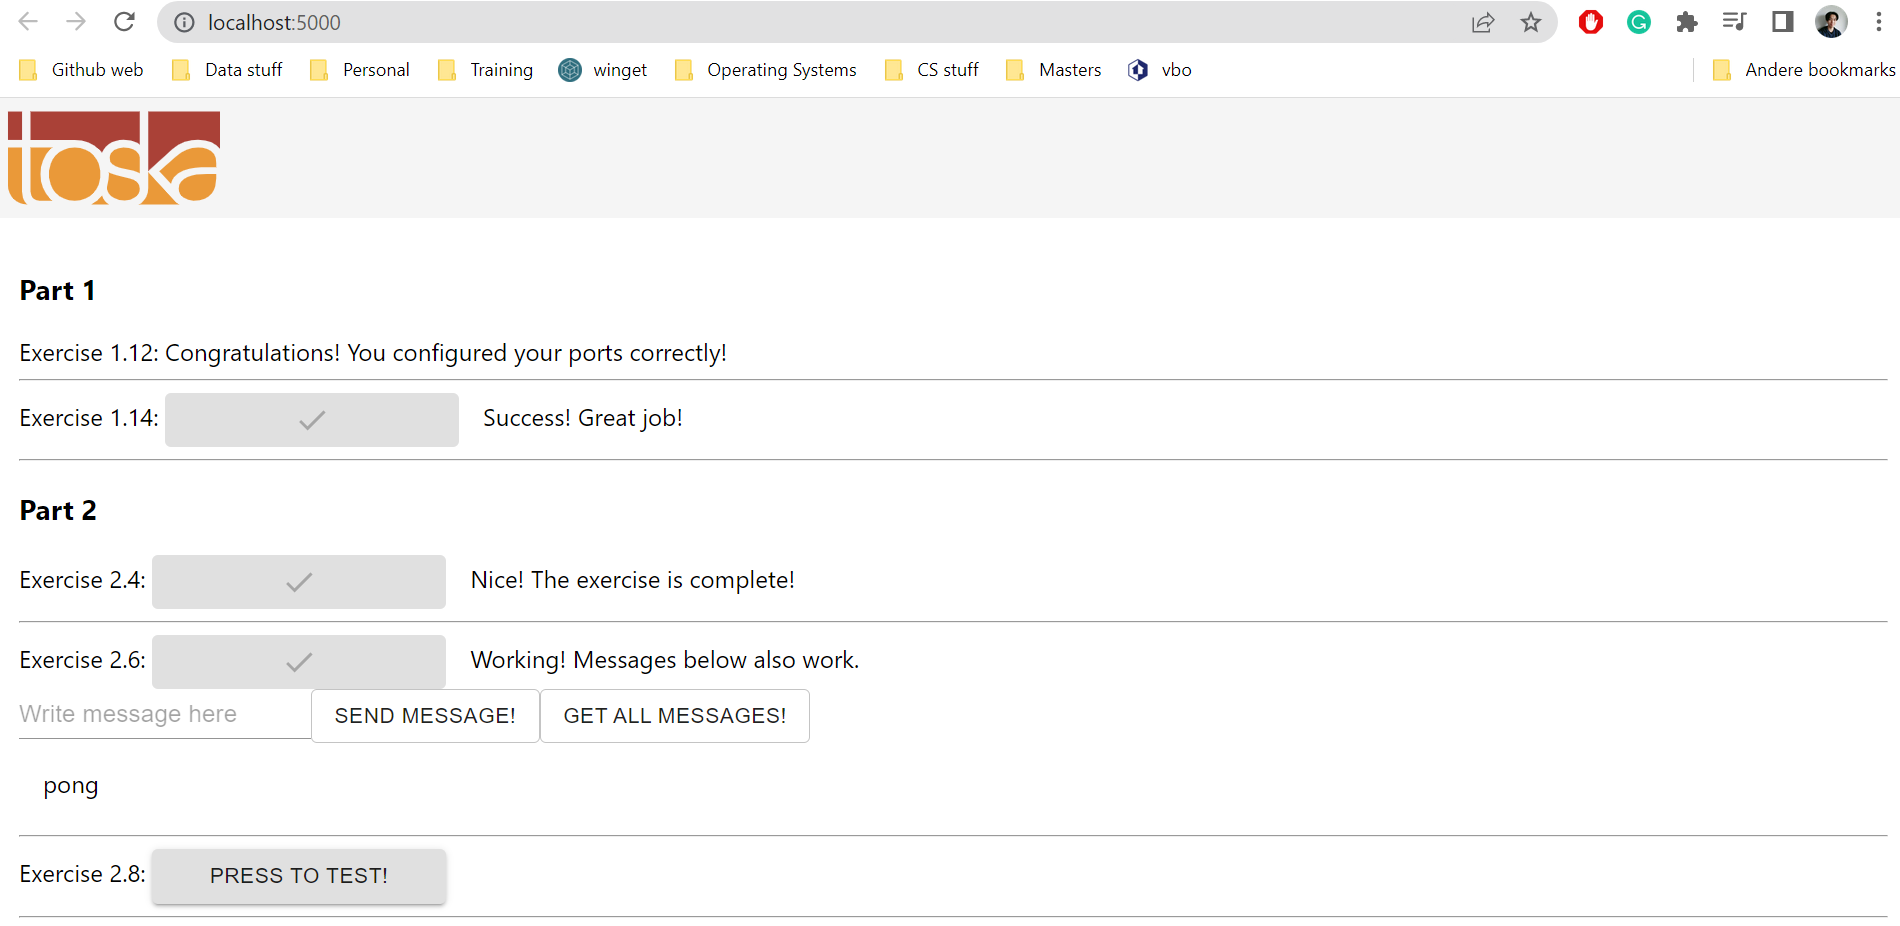 localhost:5000
Github web Data stuff Personal Training winget Operating Systems CS stuff Masters vbo Andere bookmarks
toska
Part 1
Exercise 1.12: Congratulations! You configured your ports correctly!
Exercise 1.14: Success! Great job!
Part 2
Exercise 2.4: Nice! The exercise is complete!
Exercise 2.6: Working! Messages below also work.
Write message here SEND MESSAGE! GET ALL MESSAGES!
pong
Exercise 2.8: PRESS TO TEST!